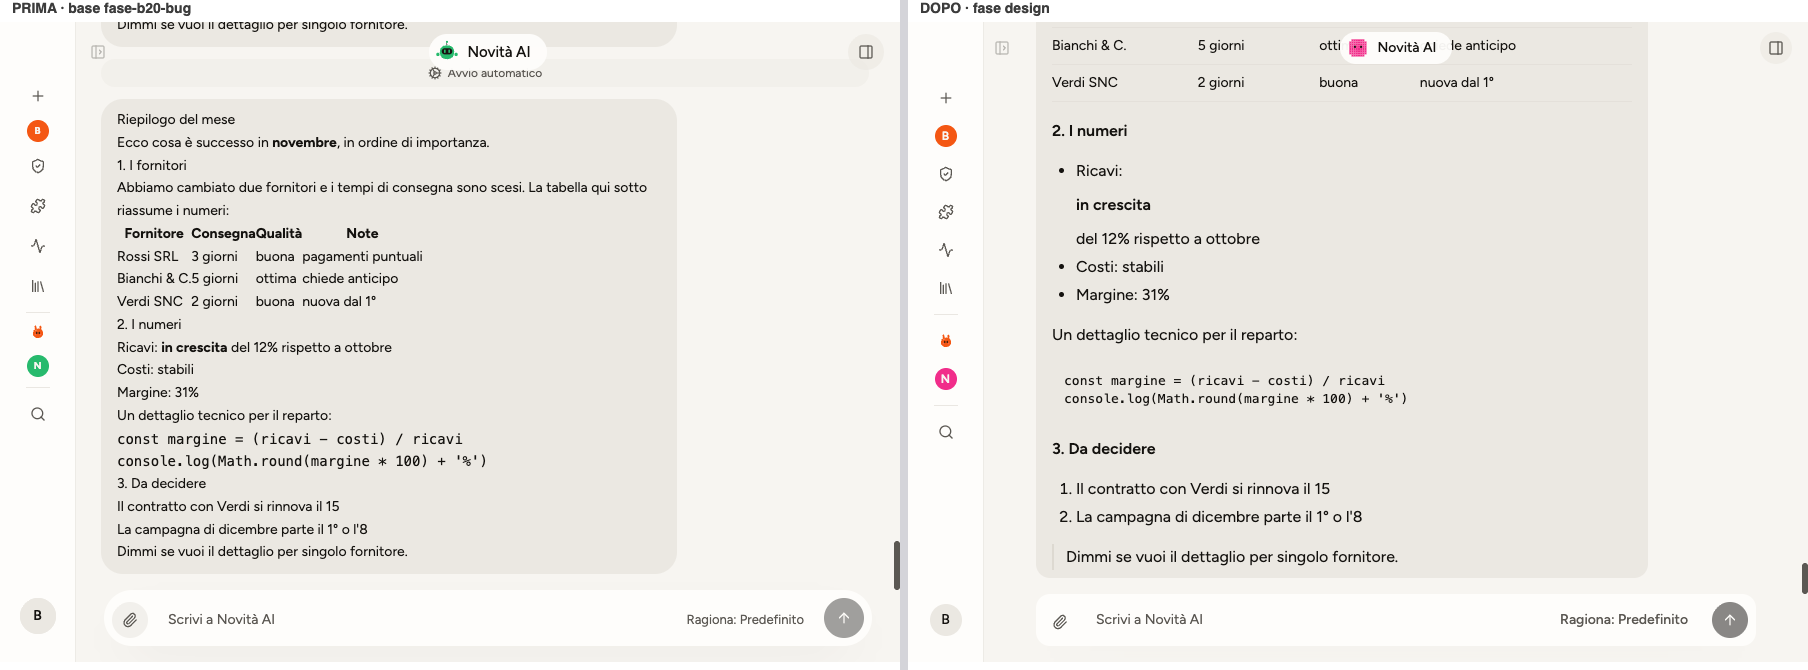 PRIMA · base fase-b20-bug
Dimmi se vuoi il dettaglio per singolo fornitore.
Novità AI
Avvio automatico
B
N
Riepilogo del mese
Ecco cosa è successo in novembre, in ordine di importanza.
1. I fornitori
Abbiamo cambiato due fornitori e i tempi di consegna sono scesi. La tabella qui sotto
riassume i numeri:
Fornitore Consegna Qualità Note
Rossi SRL 3 giorni buona pagamenti puntuali
Bianchi & C. 5 giorni ottima chiede anticipo
Verdi SNC 2 giorni buona nuova dal 1°
2. I numeri
Ricavi: in crescita del 12% rispetto a ottobre
Costi: stabili
Margine: 31%
Un dettaglio tecnico per il reparto:
const margine = (ricavi − costi) / ricavi
console.log(Math.round(margine * 100) + '%')
3. Da decidere
Il contratto con Verdi si rinnova il 15
La campagna di dicembre parte il 1° o l'8
Dimmi se vuoi il dettaglio per singolo fornitore.
B
Scrivi a Novità AI
Ragiona: Predefinito
DOPO · fase design
Bianchi & C. 5 giorni otti de anticipo
Novità AI
Verdi SNC 2 giorni buona nuova dal 1°
B
N
2. I numeri
• Ricavi:
in crescita
del 12% rispetto a ottobre
• Costi: stabili
• Margine: 31%
Un dettaglio tecnico per il reparto:
const margine = (ricavi − costi) / ricavi
console.log(Math.round(margine * 100) + '%')
3. Da decidere
1. Il contratto con Verdi si rinnova il 15
2. La campagna di dicembre parte il 1° o l'8
Dimmi se vuoi il dettaglio per singolo fornitore.
B
Scrivi a Novità AI
Ragiona: Predefinito